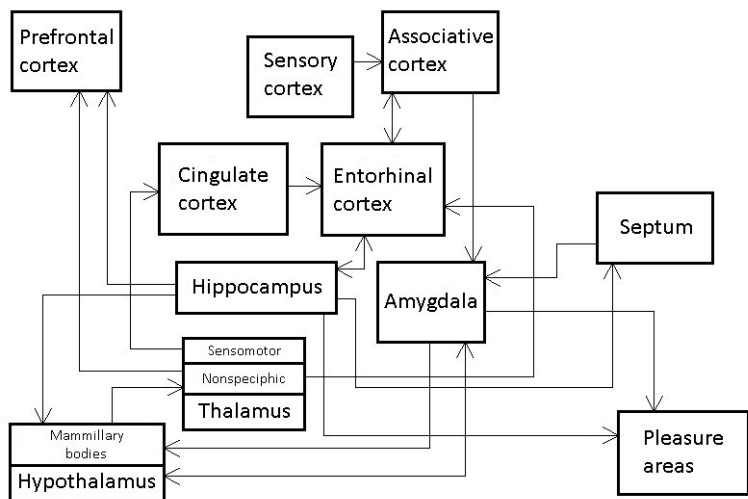 Prefrontal
cortex
Sensory
cortex
Associative
cortex
Cingulate
cortex
Entorhinal
cortex
Septum
Hippocampus
Amygdala
Sensomotor
Nonspeciphic
Thalamus
Mammillary
bodies
Hypothalamus
Pleasure
areas